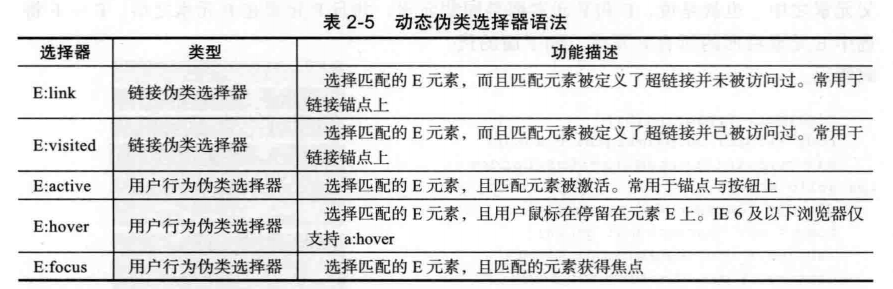 表 2-5 动态伪类选择器语法
选择器 类型 功能描述
E:link 链接伪类选择器 选择匹配的 E 元素，而且匹配元素被定义了超链接并未被访问过。常用于
链接锚点上
E:visited 链接伪类选择器 选择匹配的 E 元素，而且匹配元素被定义了超链接并已被访问过。常用于
链接锚点上
E:active 用户行为伪类选择器 选择匹配的 E 元素，且匹配元素被激活。常用于锚点与按钮上
E:hover 用户行为伪类选择器 选择匹配的 E 元素，且用户鼠标在停留在元素 E 上。IE 6 及以下浏览器仅
支持 a:hover
E:focus 用户行为伪类选择器 选择匹配的 E 元素，且匹配的元素获得焦点